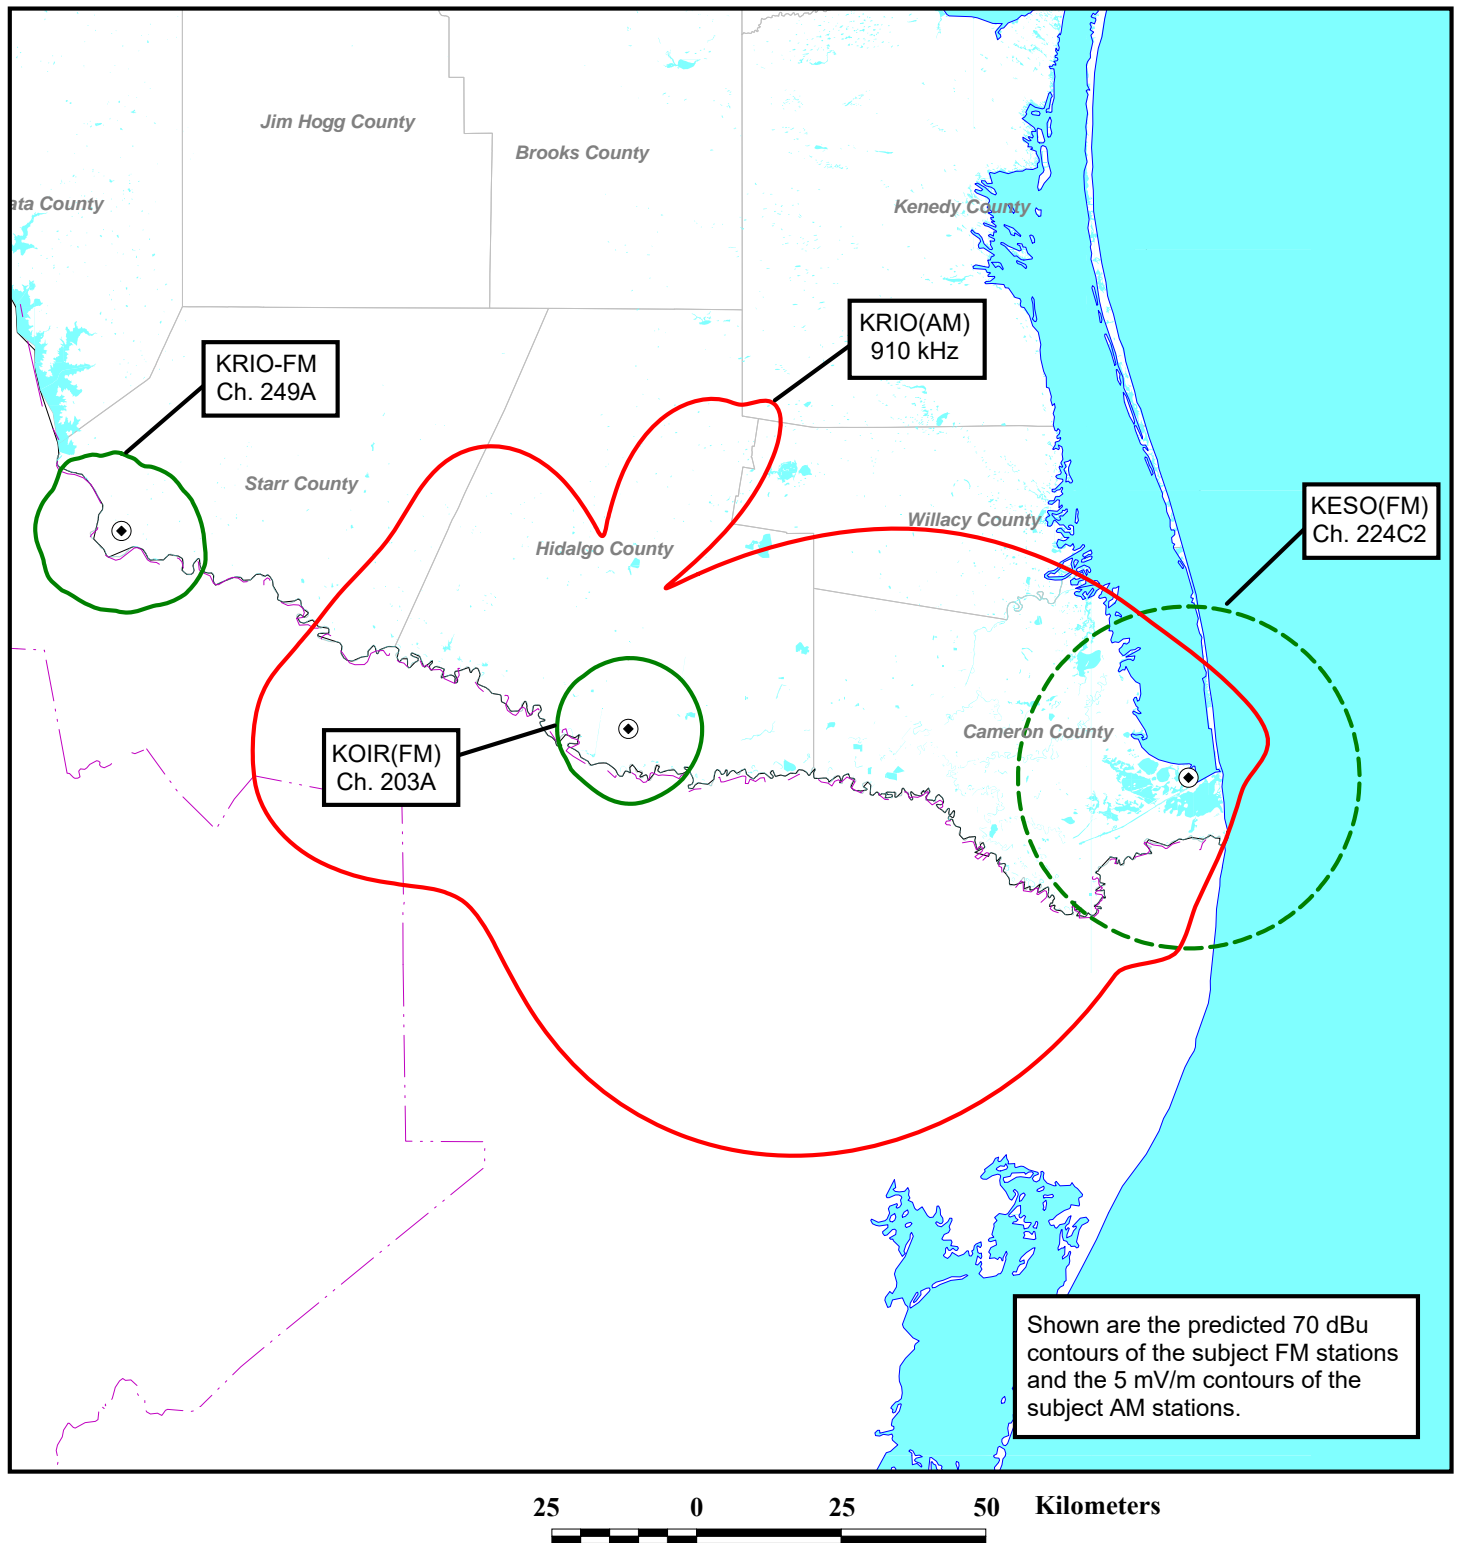 Jim Hogg County
Brooks County
ata County
Kenedy County
KRIO(AM)
910 kHz
KRIO-FM
Ch. 249A
Starr County
KESO(FM)
Ch. 224C2
Willacy County
Hidalgo County
Cameron County
KOIR(FM)
Ch. 203A
Shown are the predicted 70 dBu
contours of the subject FM stations
and the 5 mV/m contours of the
subject AM stations.
25 0 25 50 Kilometers